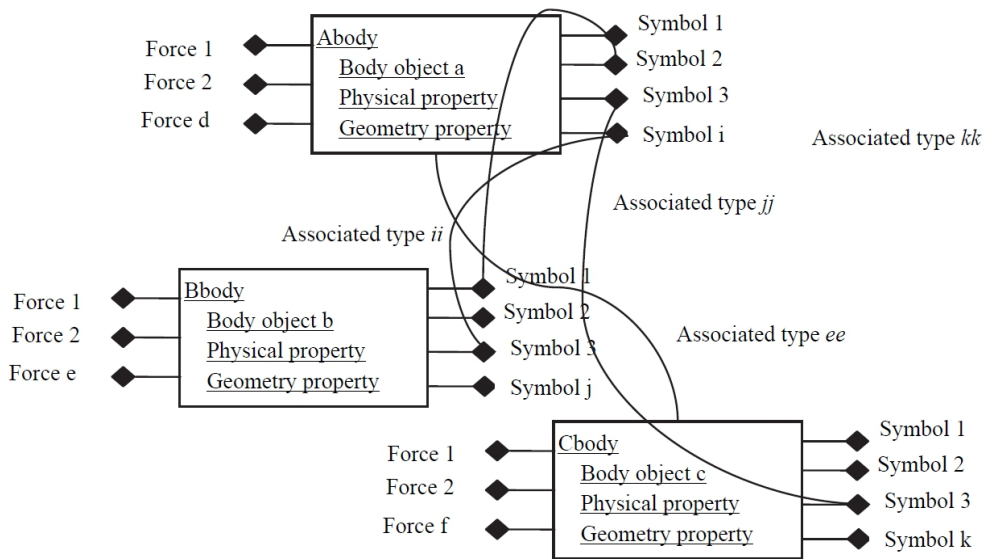 Force 1
Force 2
Force d
Abody
Body object a
Physical property
Geometry property
Symbol 1
Symbol 2
Symbol 3
Symbol i
Associated type kk
Associated type jj
Associated type ii
Force 1
Force 2
Force e
Bbody
Body object b
Physical property
Geometry property
Symbol 1
Symbol 2
Symbol 3
Symbol j
Associated type ee
Force 1
Force 2
Force f
Cbody
Body object c
Physical property
Geometry property
Symbol 1
Symbol 2
Symbol 3
Symbol k